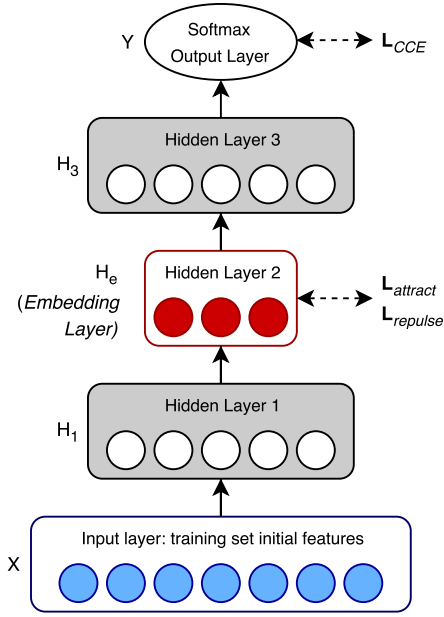 Softmax
Output Layer
Y
L_CCE
Hidden Layer 3
H_3
H_e
(Embedding
Layer)
Hidden Layer 2
L_attract
L_repulse
Hidden Layer 1
H_1
Input layer: training set initial features
X